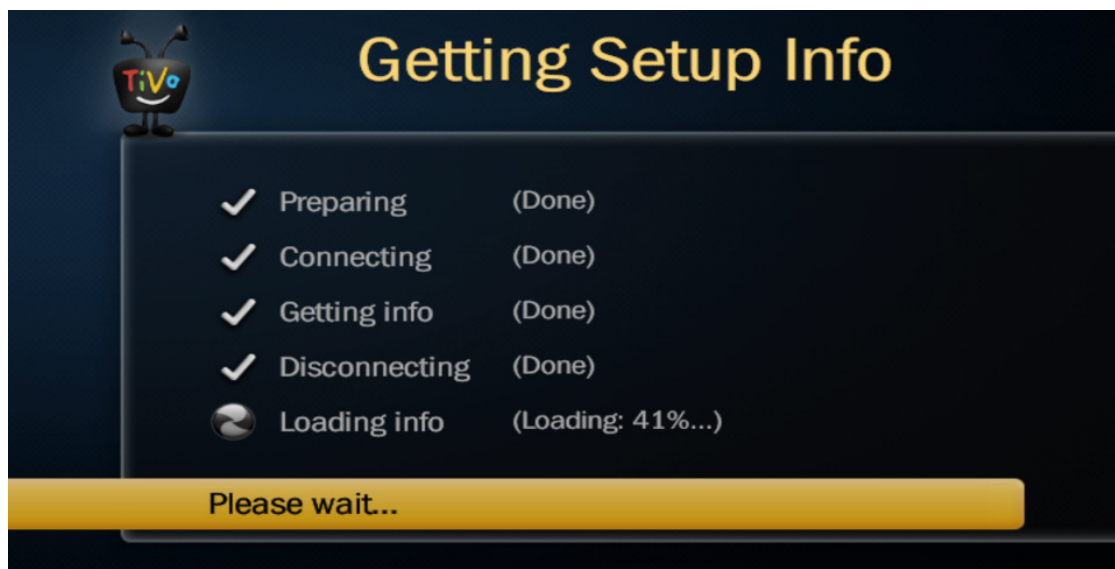 TiVo
Getting Setup Info
Preparing (Done)
Connecting (Done)
Getting info (Done)
Disconnecting (Done)
Loading info (Loading: 41%...)
Please wait...